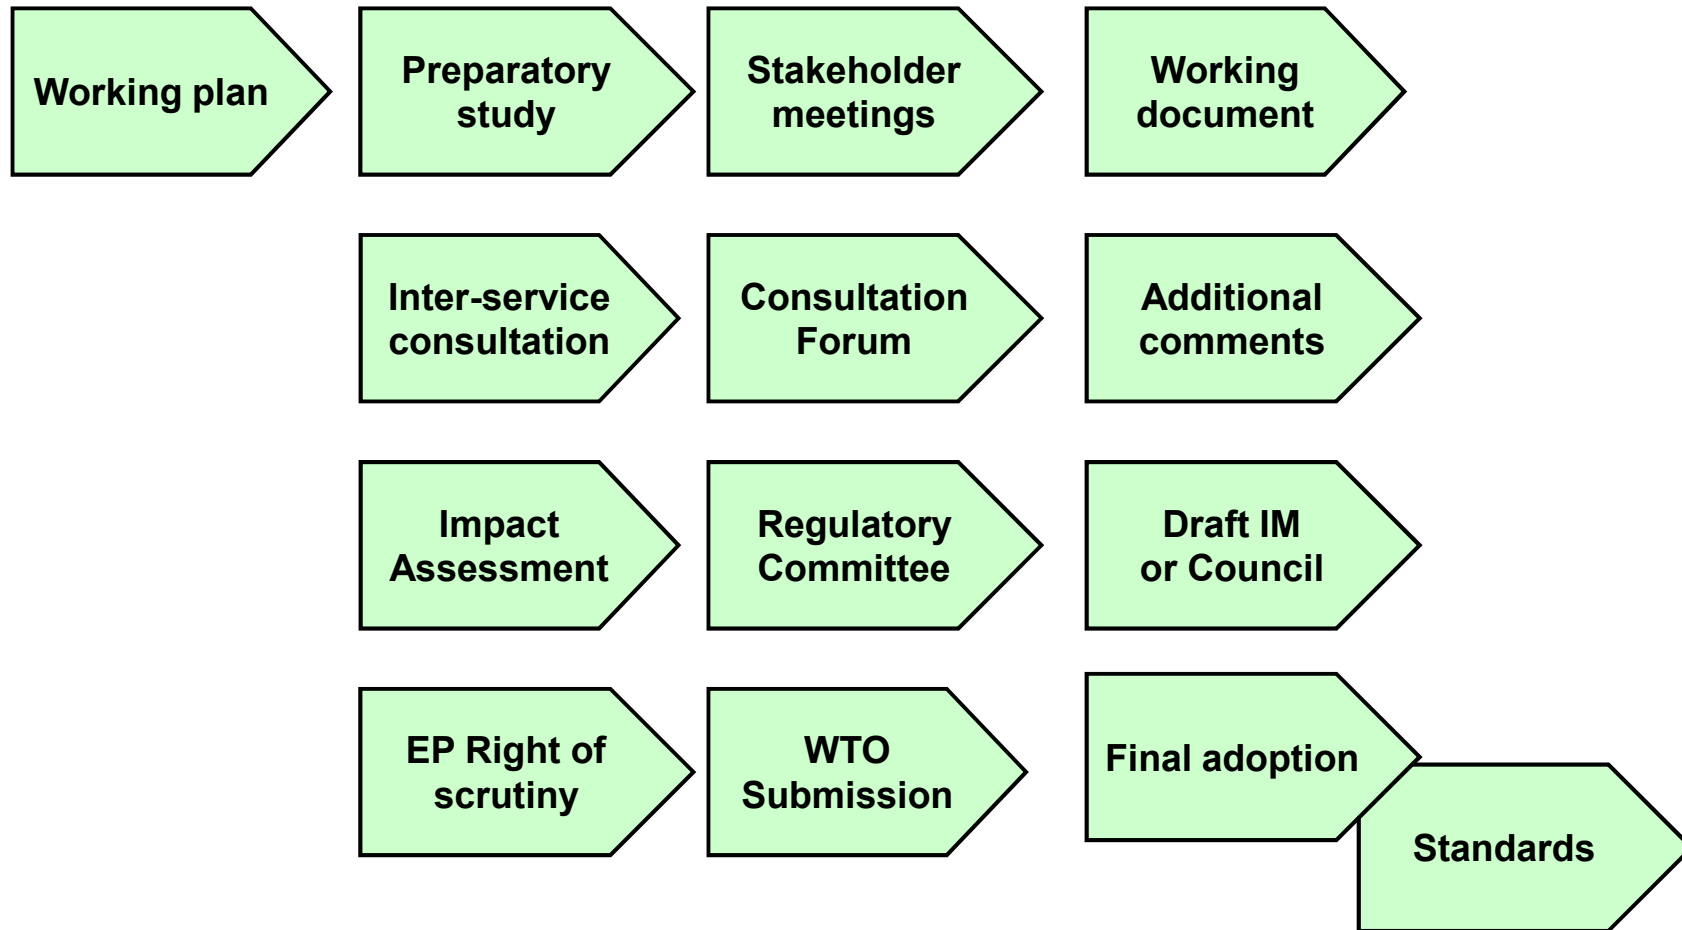 Working plan
Preparatory
study
Stakeholder
meetings
Working
document
Inter-service
consultation
Consultation
Forum
Additional
comments
Impact
Assessment
Regulatory
Committee
Draft IM
or Council
EP Right of
scrutiny
WTO
Submission
Final adoption
Standards